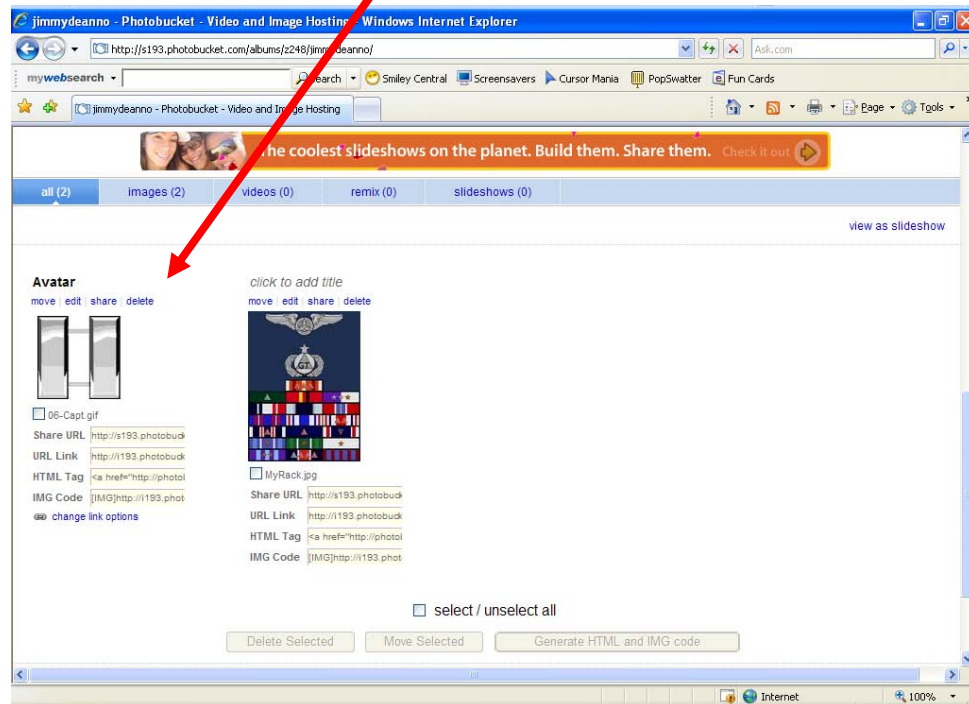 jimmydeanno - Photobucket - Video and Image Hosting - Windows Internet Explorer
http://s193.photobucket.com/albums/z248/jimmydeanno/
Ask.com
mywebsearch Search Smiley Central Screensavers Cursor Mania PopSwatter Fun Cards
jimmydeanno - Photobucket - Video and Image Hosting Page Tools
The coolest slideshows on the planet. Build them. Share them. Check it out
all (2) images (2) videos (0) remix (0) slideshows (0)
view as slideshow
Avatar
move | edit | share | delete
06-Capt.gif
Share URL http://s193.photobuck
URL Link http://i193.photobuck
HTML Tag <a href="http://photol
IMG Code [IMG]http://i193.phot
change link options
click to add title
move | edit | share | delete
GT
MyRack.jpg
Share URL http://s193.photobuck
URL Link http://i193.photobuck
HTML Tag <a href="http://photol
IMG Code [IMG]http://i193.phot
select / unselect all
Delete Selected Move Selected Generate HTML and IMG code
Internet 100%